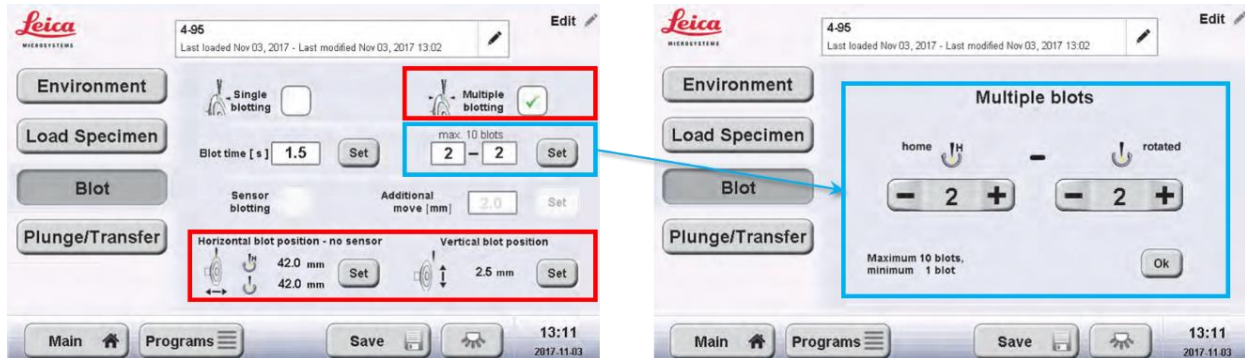 Leica
MICROSYSTEMS
4-95
Last loaded Nov 03, 2017 - Last modified Nov 03, 2017 13:02
Edit
Environment
Load Specimen
Blot
Plunge/Transfer
Single
blotting
Multiple
blotting
Blot time [ s ] 1.5 Set
max. 10 blots
2 – 2 Set
Sensor
blotting
Additional
move [mm] 2.0 Set
Horizontal blot position - no sensor
H 42.0 mm
42.0 mm
Set
Vertical blot position
2.5 mm Set
Main Programs Save
13:11
2017-11-03
Leica
MICROSYSTEMS
4-95
Last loaded Nov 03, 2017 - Last modified Nov 03, 2017 13:02
Edit
Environment
Load Specimen
Blot
Plunge/Transfer
Multiple blots
home H – rotated
– 2 + – 2 +
Maximum 10 blots,
minimum 1 blot
Ok
Main Programs Save
13:11
2017-11-03